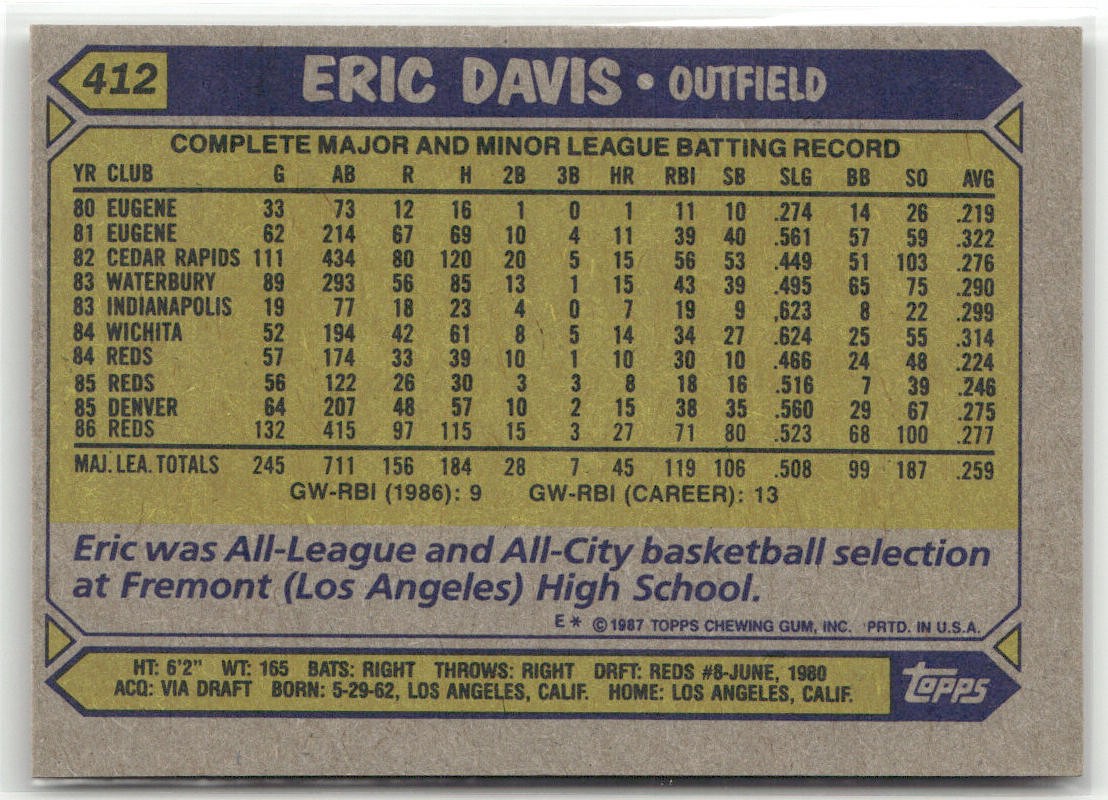 412 ERIC DAVIS • OUTFIELD
COMPLETE MAJOR AND MINOR LEAGUE BATTING RECORD
YR CLUB G AB R H 2B 3B HR RBI SB SLG BB SO AVG
80 EUGENE 33 73 12 16 1 0 1 11 10 .274 14 26 .219
81 EUGENE 62 214 67 69 10 4 11 39 40 .561 57 59 .322
82 CEDAR RAPIDS 111 434 80 120 20 5 15 56 53 .449 51 103 .276
83 WATERBURY 89 293 56 85 13 1 15 43 39 .495 65 75 .290
83 INDIANAPOLIS 19 77 18 23 4 0 7 19 9 .623 8 22 .299
84 WICHITA 52 194 42 61 8 5 14 34 27 .624 25 55 .314
84 REDS 57 174 33 39 10 1 10 30 10 .466 24 48 .224
85 REDS 56 122 26 30 3 3 8 18 16 .516 7 39 .246
85 DENVER 64 207 48 57 10 2 15 38 35 .560 29 67 .275
86 REDS 132 415 97 115 15 3 27 71 80 .523 68 100 .277
MAJ. LEA. TOTALS 245 711 156 184 28 7 45 119 106 .508 99 187 .259
GW-RBI (1986): 9 GW-RBI (CAREER): 13
Eric was All-League and All-City basketball selection
at Fremont (Los Angeles) High School.
E* ©1987 TOPPS CHEWING GUM, INC. PRTD. IN U.S.A.
HT: 6'2" WT: 165 BATS: RIGHT THROWS: RIGHT DRFT: REDS #8-JUNE, 1980
ACQ: VIA DRAFT BORN: 5-29-62, LOS ANGELES, CALIF. HOME: LOS ANGELES, CALIF.
topps